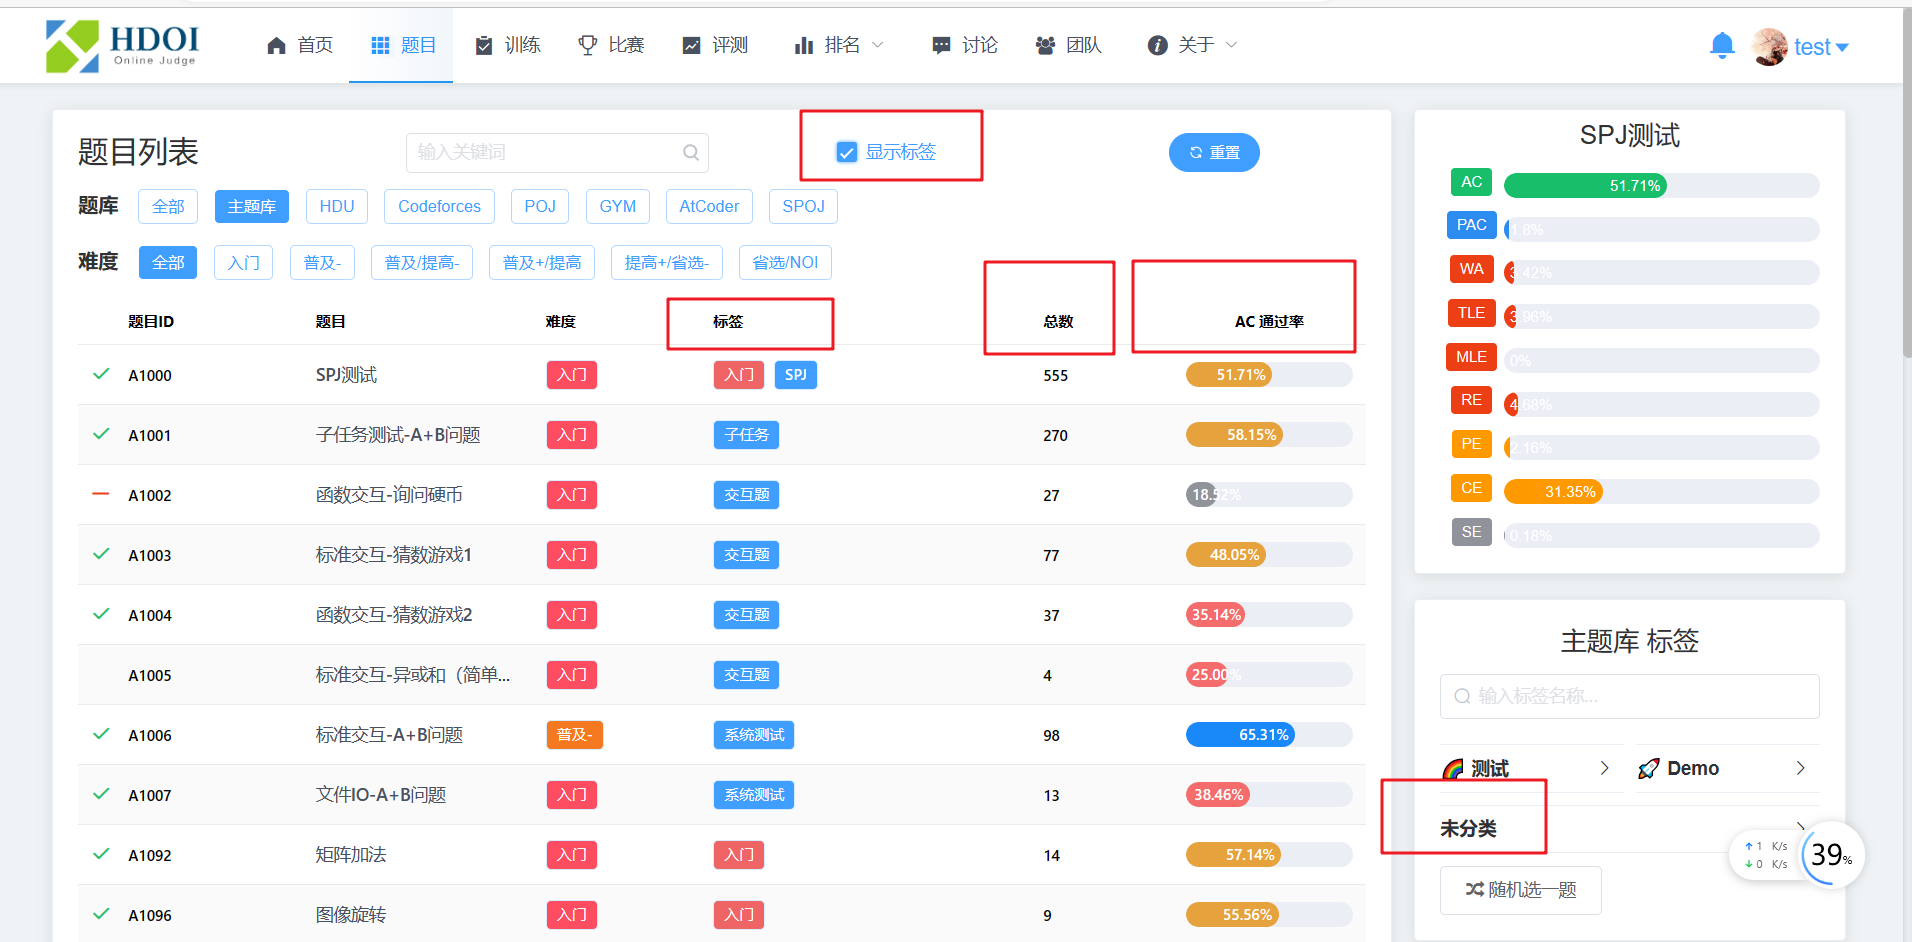 HDOI
Online Judge
首页
题目
训练
比赛
评测
排名
讨论
团队
关于
test
题目列表
输入关键词
显示标签
重置
题库 全部 主题库 HDU Codeforces POJ GYM AtCoder SPOJ
难度 全部 入门 普及- 普及/提高- 普及+/提高 提高+/省选- 省选/NOI
题目ID 题目 难度 标签 总数 AC 通过率
A1000 SPJ测试 入门 入门 SPJ 555 51.71%
A1001 子任务测试-A+B问题 入门 子任务 270 58.15%
A1002 函数交互-询问硬币 入门 交互题 27 18.52%
A1003 标准交互-猜数游戏1 入门 交互题 77 48.05%
A1004 函数交互-猜数游戏2 入门 交互题 37 35.14%
A1005 标准交互-异或和（简单... 入门 交互题 4 25.00%
A1006 标准交互-A+B问题 普及- 系统测试 98 65.31%
A1007 文件IO-A+B问题 入门 系统测试 13 38.46%
A1092 矩阵加法 入门 入门 14 57.14%
A1096 图像旋转 入门 入门 9 55.56%
SPJ测试
AC 51.71%
PAC 1.8%
WA 3.42%
TLE 3.96%
MLE 0%
RE 4.68%
PE 2.16%
CE 31.35%
SE 0.18%
主题库 标签
输入标签名称...
测试
Demo
未分类
随机选一题
1 K/s
0 K/s
39%